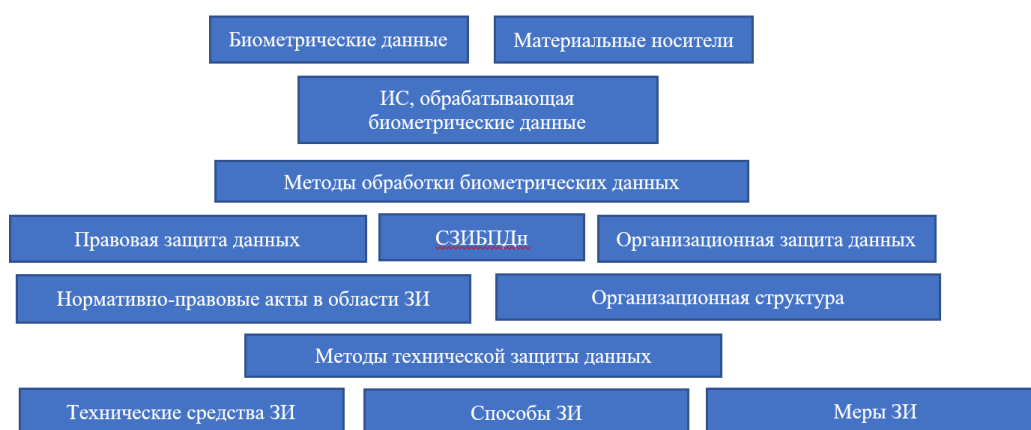 Биометрические данные
Материальные носители
ИС, обрабатывающая
биометрические данные
Методы обработки биометрических данных
Правовая защита данных
СЗИБПДн
Организационная защита данных
Нормативно-правовые акты в области ЗИ
Организационная структура
Методы технической защиты данных
Технические средства ЗИ
Способы ЗИ
Меры ЗИ